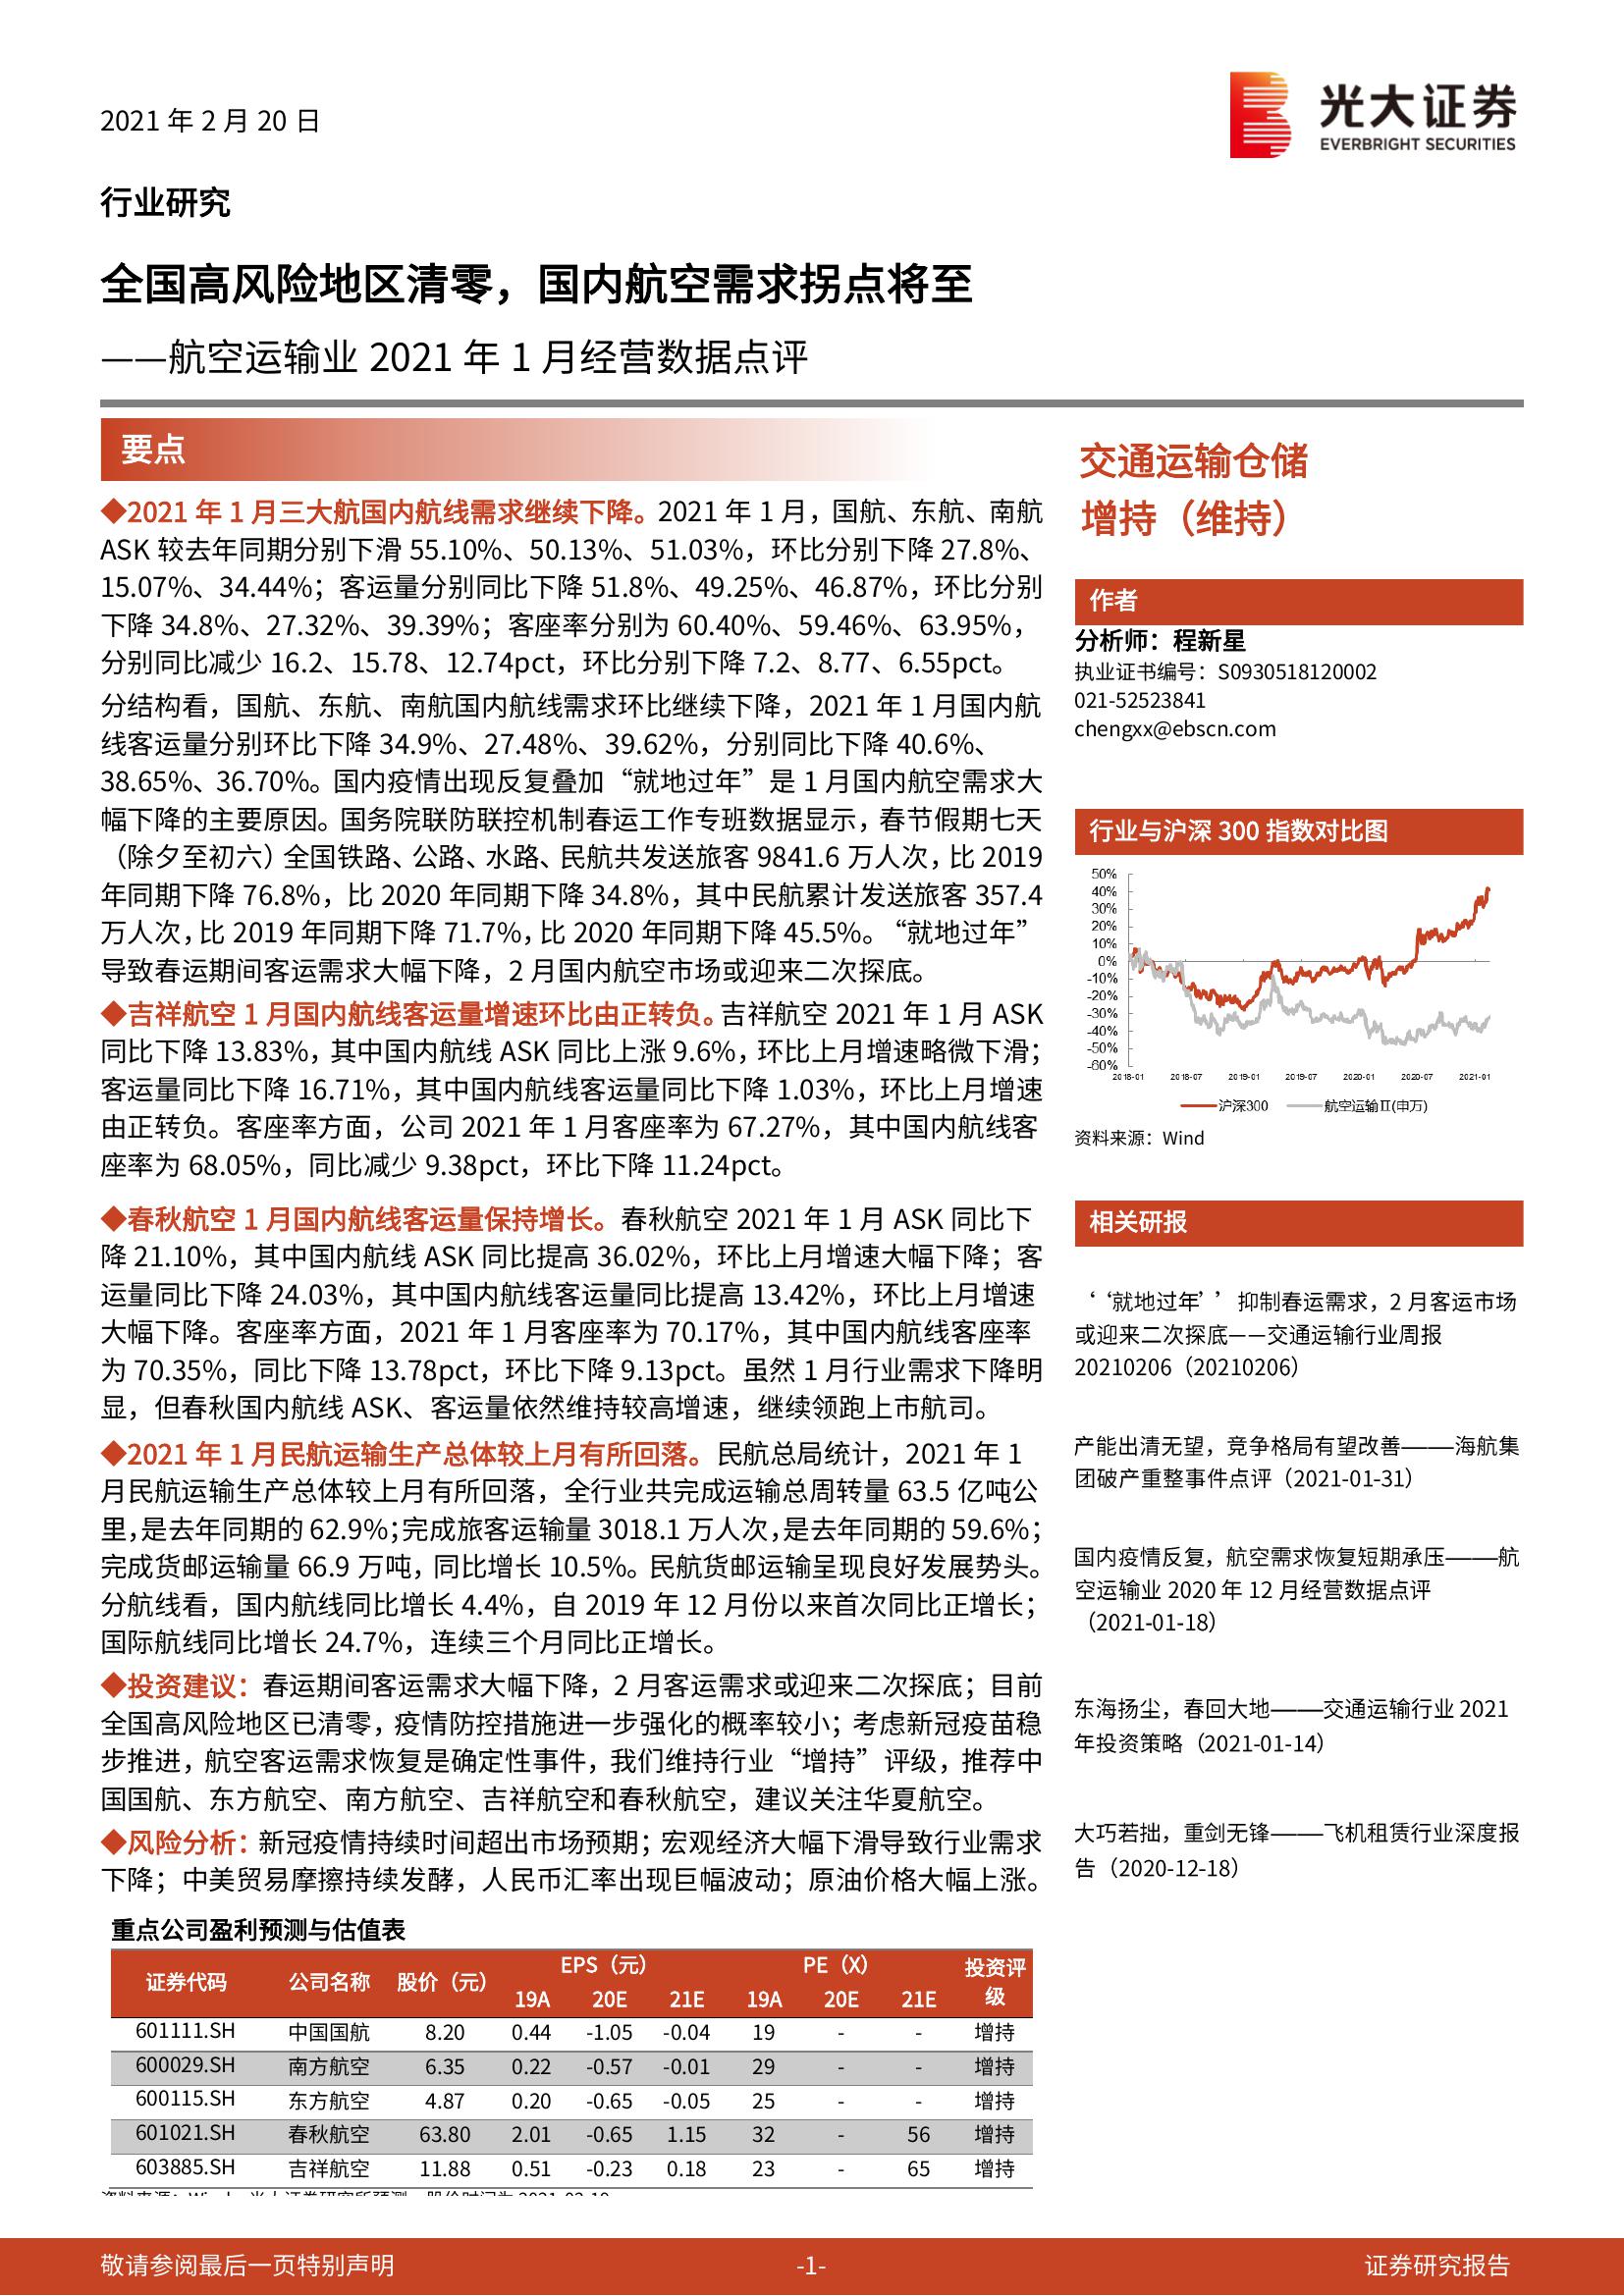 2021 年 2 月 20 日
光大证券
EVERBRIGHT SECURITIES
行业研究
全国高风险地区清零，国内航空需求拐点将至
——航空运输业 2021 年 1 月经营数据点评
要点
◆2021 年 1 月三大航国内航线需求继续下降。2021 年 1 月，国航、东航、南航
ASK 较去年同期分别下滑 55.10%、50.13%、51.03%，环比分别下降 27.8%、
15.07%、34.44%；客运量分别同比下降 51.8%、49.25%、46.87%，环比分别
下降 34.8%、27.32%、39.39%；客座率分别为 60.40%、59.46%、63.95%，
分别同比减少 16.2、15.78、12.74pct，环比分别下降 7.2、8.77、6.55pct。
分结构看，国航、东航、南航国内航线需求环比继续下降，2021 年 1 月国内航
线客运量分别环比下降 34.9%、27.48%、39.62%，分别同比下降 40.6%、
38.65%、36.70%。国内疫情出现反复叠加“就地过年”是 1 月国内航空需求大
幅下降的主要原因。国务院联防联控机制春运工作专班数据显示，春节假期七天
（除夕至初六）全国铁路、公路、水路、民航共发送旅客 9841.6 万人次，比 2019
年同期下降 76.8%，比 2020 年同期下降 34.8%，其中民航累计发送旅客 357.4
万人次，比 2019 年同期下降 71.7%，比 2020 年同期下降 45.5%。“就地过年”
导致春运期间客运需求大幅下降，2 月国内航空市场或迎来二次探底。
◆吉祥航空 1 月国内航线客运量增速环比由正转负。吉祥航空 2021 年 1 月 ASK
同比下降 13.83%，其中国内航线 ASK 同比上涨 9.6%，环比上月增速略微下滑；
客运量同比下降 16.71%，其中国内航线客运量同比下降 1.03%，环比上月增速
由正转负。客座率方面，公司 2021 年 1 月客座率为 67.27%，其中国内航线客
座率为 68.05%，同比减少 9.38pct，环比下降 11.24pct。
◆春秋航空 1 月国内航线客运量保持增长。春秋航空 2021 年 1 月 ASK 同比下
降 21.10%，其中国内航线 ASK 同比提高 36.02%，环比上月增速大幅下降；客
运量同比下降 24.03%，其中国内航线客运量同比提高 13.42%，环比上月增速
大幅下降。客座率方面，2021 年 1 月客座率为 70.17%，其中国内航线客座率
为 70.35%，同比下降 13.78pct，环比下降 9.13pct。虽然 1 月行业需求下降明
显，但春秋国内航线 ASK、客运量依然维持较高增速，继续领跑上市航司。
◆2021 年 1 月民航运输生产总体较上月有所回落。民航总局统计，2021 年 1
月民航运输生产总体较上月有所回落，全行业共完成运输总周转量 63.5 亿吨公
里，是去年同期的 62.9%；完成旅客运输量 3018.1 万人次，是去年同期的 59.6%；
完成货邮运输量 66.9 万吨，同比增长 10.5%。民航货邮运输呈现良好发展势头。
分航线看，国内航线同比增长 4.4%，自 2019 年 12 月份以来首次同比正增长；
国际航线同比增长 24.7%，连续三个月同比正增长。
◆投资建议：春运期间客运需求大幅下降，2 月客运需求或迎来二次探底；目前
全国高风险地区已清零，疫情防控措施进一步强化的概率较小；考虑新冠疫苗稳
步推进，航空客运需求恢复是确定性事件，我们维持行业“增持”评级，推荐中
国国航、东方航空、南方航空、吉祥航空和春秋航空，建议关注华夏航空。
◆风险分析：新冠疫情持续时间超出市场预期；宏观经济大幅下滑导致行业需求
下降；中美贸易摩擦持续发酵，人民币汇率出现巨幅波动；原油价格大幅上涨。
重点公司盈利预测与估值表
证券代码 公司名称 股价（元） EPS（元） PE（X） 投资评级
19A 20E 21E 19A 20E 21E
601111.SH 中国国航 8.20 0.44 -1.05 -0.04 19 - - 增持
600029.SH 南方航空 6.35 0.22 -0.57 -0.01 29 - - 增持
600115.SH 东方航空 4.87 0.20 -0.65 -0.05 25 - - 增持
601021.SH 春秋航空 63.80 2.01 -0.65 1.15 32 - 56 增持
603885.SH 吉祥航空 11.88 0.51 -0.23 0.18 23 - 65 增持
交通运输仓储
增持（维持）
作者
分析师：程新星
执业证书编号：S0930518120002
021-52523841
chengxx@ebscn.com
行业与沪深 300 指数对比图
50%
40%
30%
20%
10%
0%
-10%
-20%
-30%
-40%
-50%
-60%
2018-01 2018-07 2019-01 2019-07 2020-01 2020-07 2021-01
沪深300 航空运输Ⅱ(申万)
资料来源：Wind
相关研报
‘‘就地过年’’抑制春运需求，2 月客运市场
或迎来二次探底——交通运输行业周报
20210206（20210206）
产能出清无望，竞争格局有望改善———海航集
团破产重整事件点评（2021-01-31）
国内疫情反复，航空需求恢复短期承压———航
空运输业 2020 年 12 月经营数据点评
（2021-01-18）
东海扬尘，春回大地———交通运输行业 2021
年投资策略（2021-01-14）
大巧若拙，重剑无锋———飞机租赁行业深度报
告（2020-12-18）
敬请参阅最后一页特别声明 -1- 证券研究报告